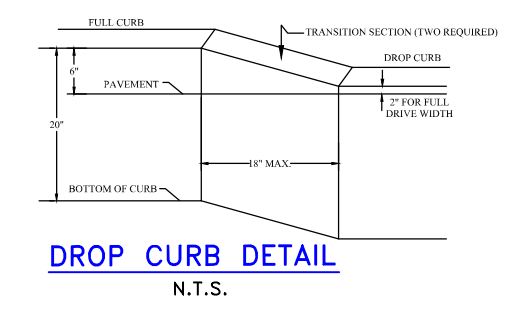 FULL CURB
TRANSITION SECTION (TWO REQUIRED)
DROP CURB
6"
PAVEMENT
2" FOR FULL
DRIVE WIDTH
20"
18" MAX.
BOTTOM OF CURB
DROP CURB DETAIL
N.T.S.